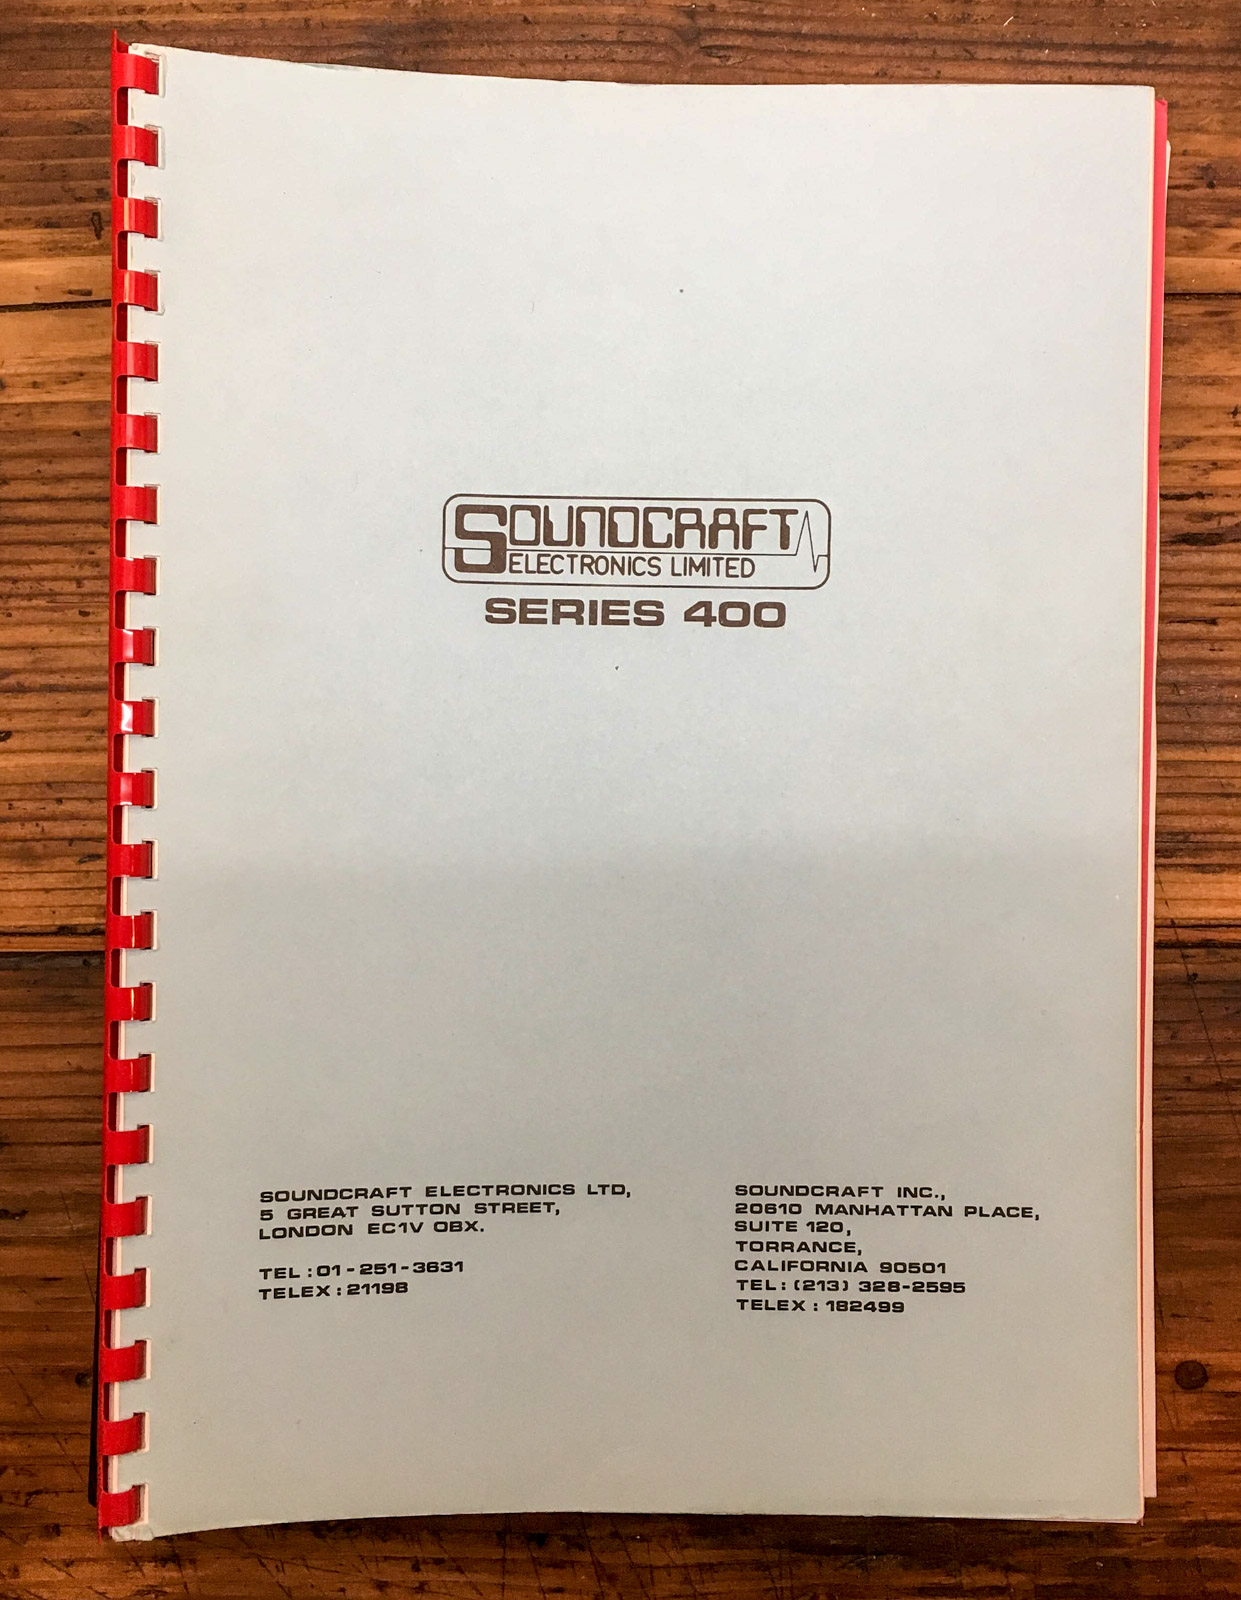 SOUNDCRAFT
ELECTRONICS LIMITED
SERIES 400
SOUNDCRAFT ELECTRONICS LTD,
5 GREAT SUTTON STREET,
LONDON EC1V OBX.
TEL : 01-251-3631
TELEX : 21198
SOUNDCRAFT INC.,
20610 MANHATTAN PLACE,
SUITE 120,
TORRANCE,
CALIFORNIA 90501
TEL : (213) 328-2595
TELEX : 182499